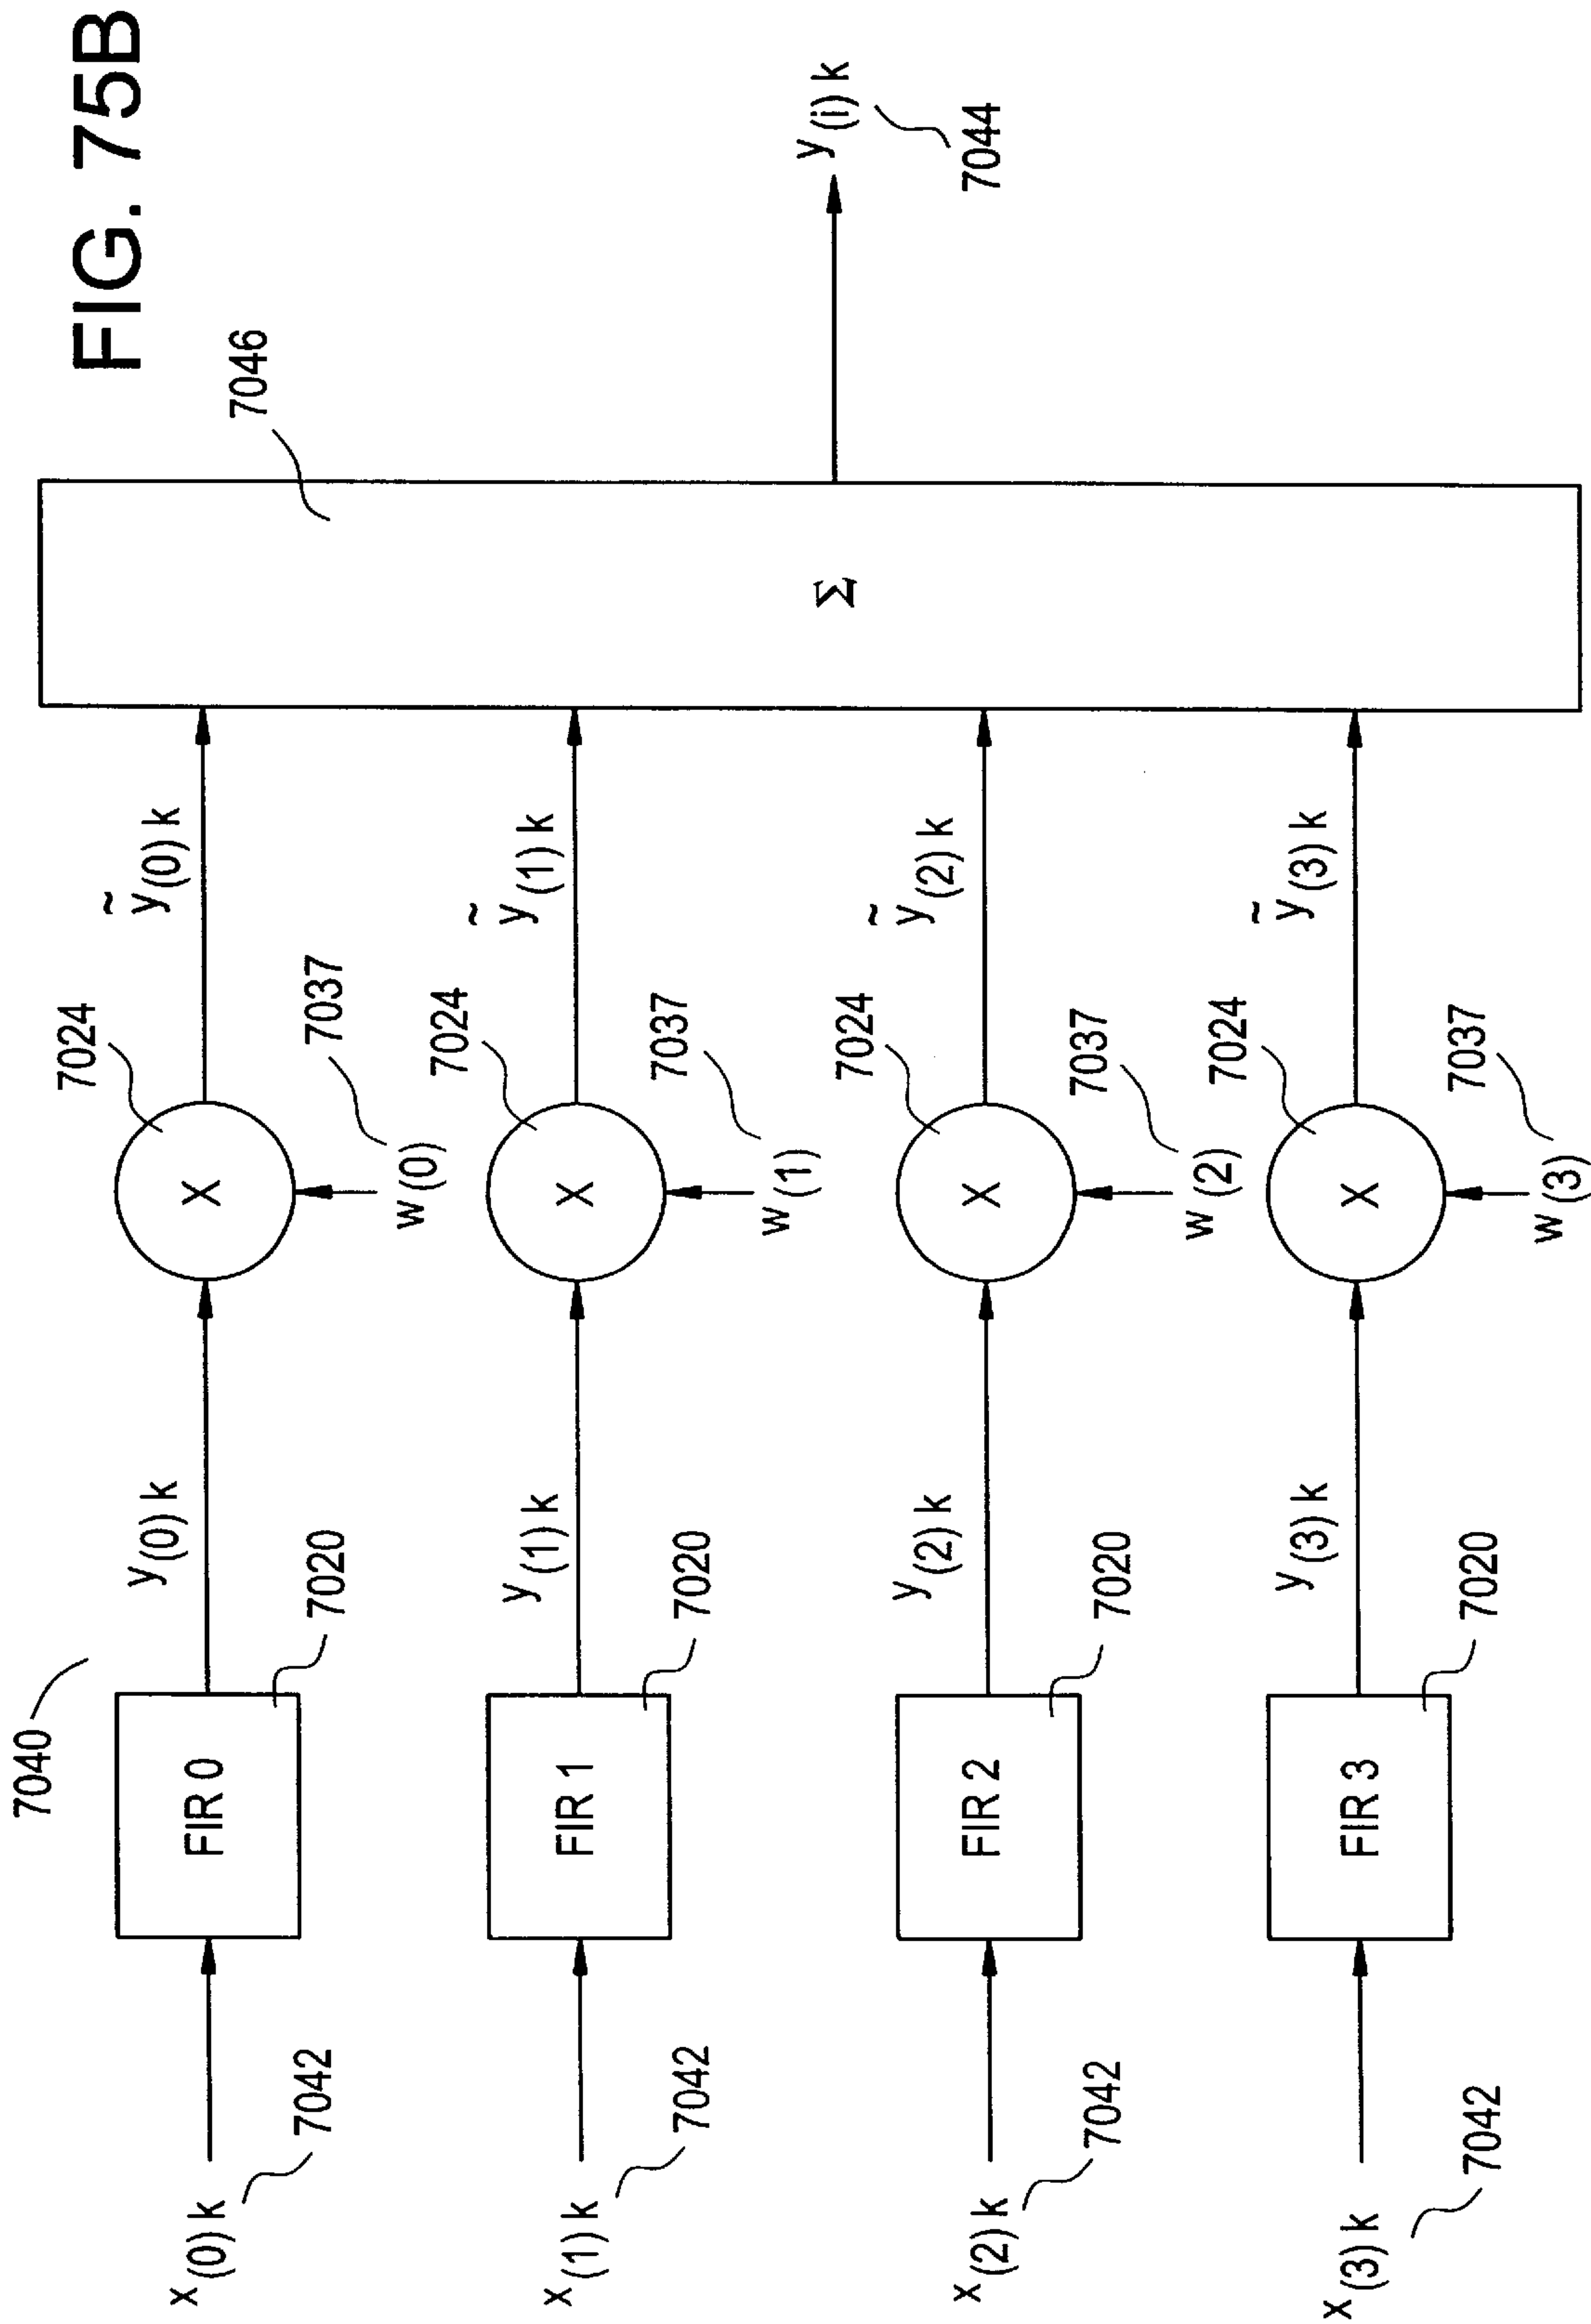 FIG. 75B
7040
x(0) k
7042
FIR 0
7020
y(0) k
7024
X
w(0)
7037
ỹ(0) k
x(1) k
7042
FIR 1
7020
y(1) k
7024
X
w(1)
7037
ỹ(1) k
x(2) k
7042
FIR 2
7020
y(2) k
7024
X
w(2)
7037
ỹ(2) k
x(3) k
7042
FIR 3
7020
y(3) k
7024
X
w(3)
7037
ỹ(3) k
Σ
7046
y(i) k
7044